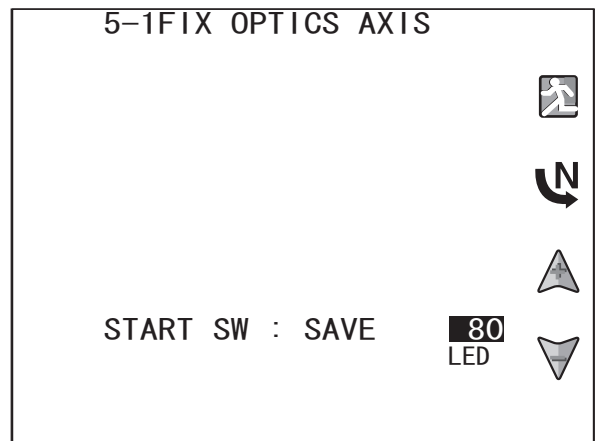 5-1FIX OPTICS AXIS
N
+
START SW : SAVE 80
LED
-